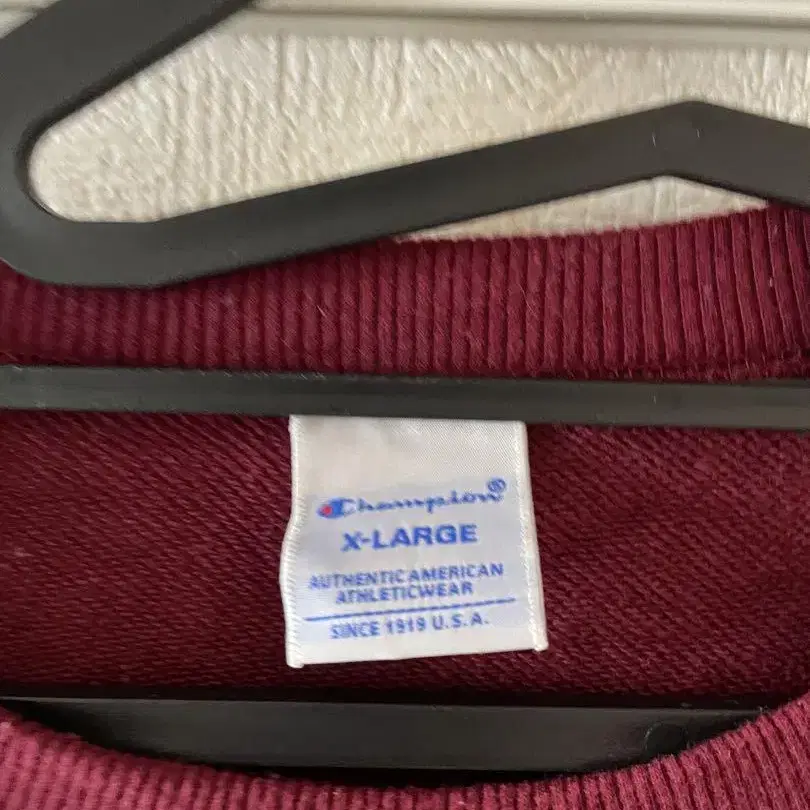 Champion®
X-LARGE
AUTHENTIC AMERICAN
ATHLETICWEAR
SINCE 1919 U.S.A.